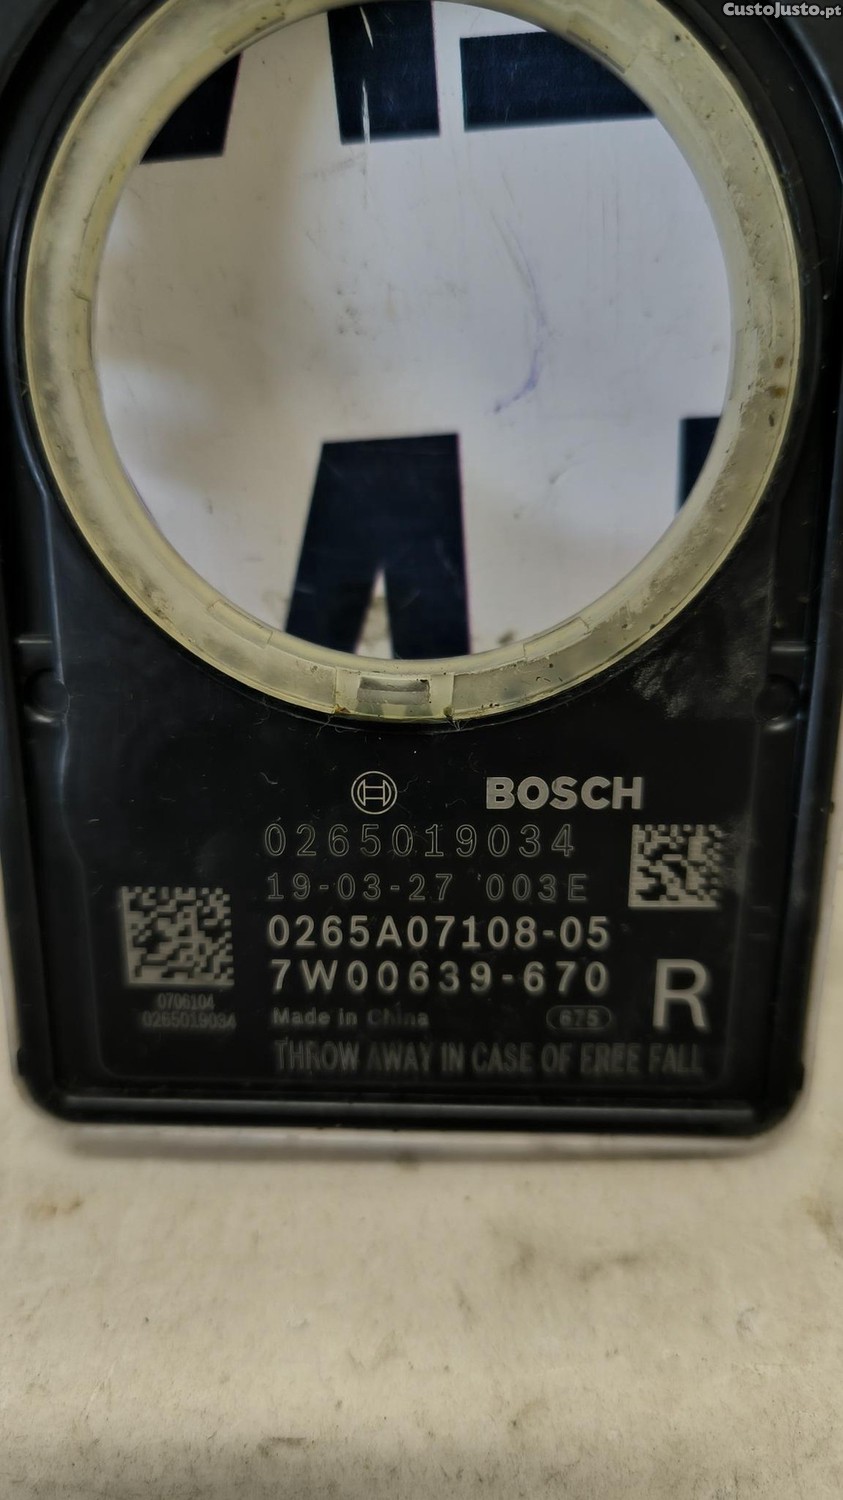 CustoJusto.pt
BOSCH
0265019034
19-03-27 003E
0265A07108-05
7W00639-670
R
0706104
0265019034
Made in China 675
THROW AWAY IN CASE OF FREE FALL